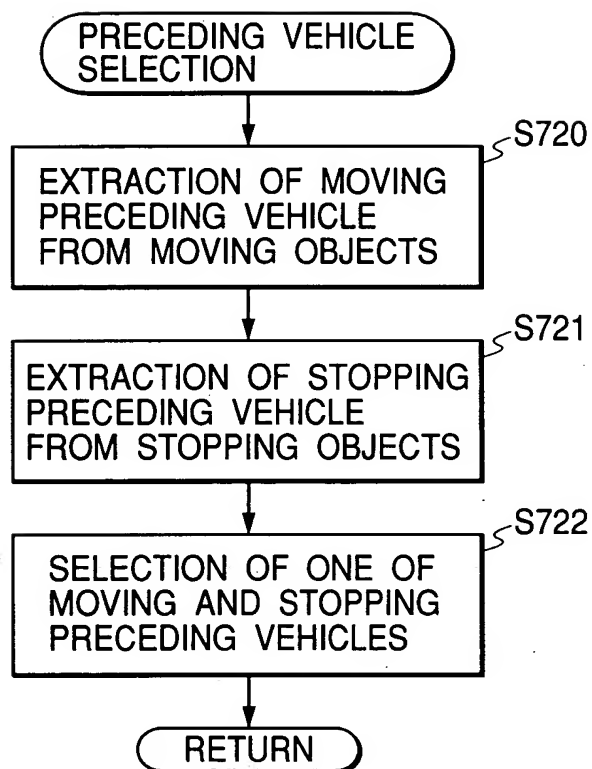 PRECEDING VEHICLE
SELECTION
S720
EXTRACTION OF MOVING
PRECEDING VEHICLE
FROM MOVING OBJECTS
S721
EXTRACTION OF STOPPING
PRECEDING VEHICLE
FROM STOPPING OBJECTS
S722
SELECTION OF ONE OF
MOVING AND STOPPING
PRECEDING VEHICLES
RETURN